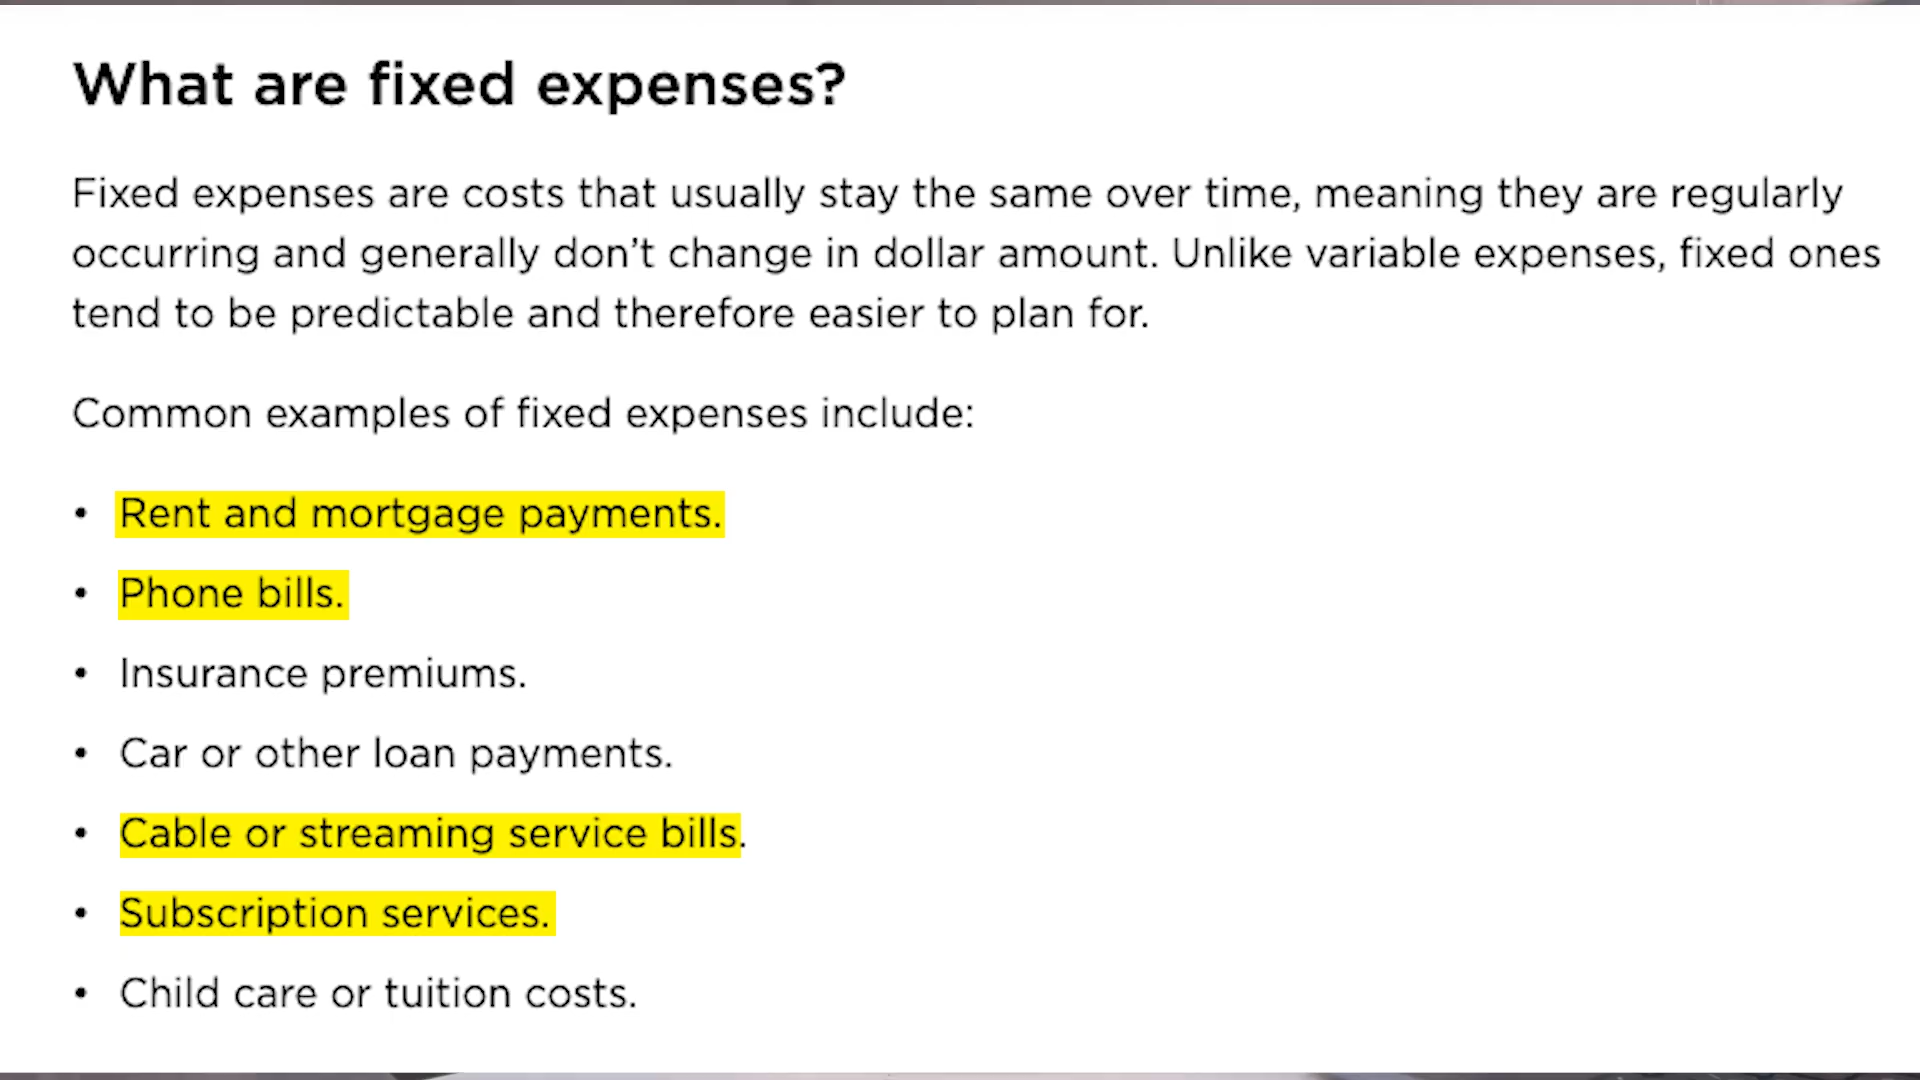 What are fixed expenses?
Fixed expenses are costs that usually stay the same over time, meaning they are regularly
occurring and generally don’t change in dollar amount. Unlike variable expenses, fixed ones
tend to be predictable and therefore easier to plan for.
Common examples of fixed expenses include:
• Rent and mortgage payments.
• Phone bills.
• Insurance premiums.
• Car or other loan payments.
• Cable or streaming service bills.
• Subscription services.
• Child care or tuition costs.